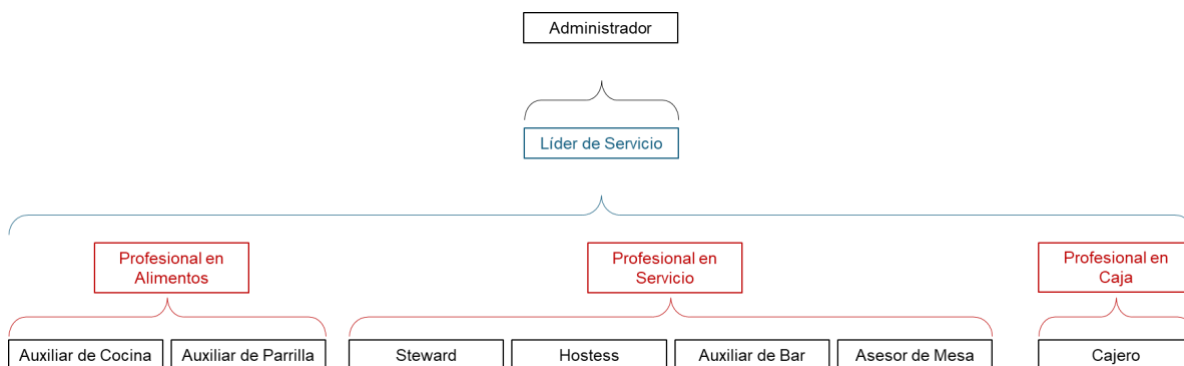 Administrador
Líder de Servicio
Profesional en
Alimentos
Profesional en
Servicio
Profesional en
Caja
Auxiliar de Cocina
Auxiliar de Parrilla
Steward
Hostess
Auxiliar de Bar
Asesor de Mesa
Cajero